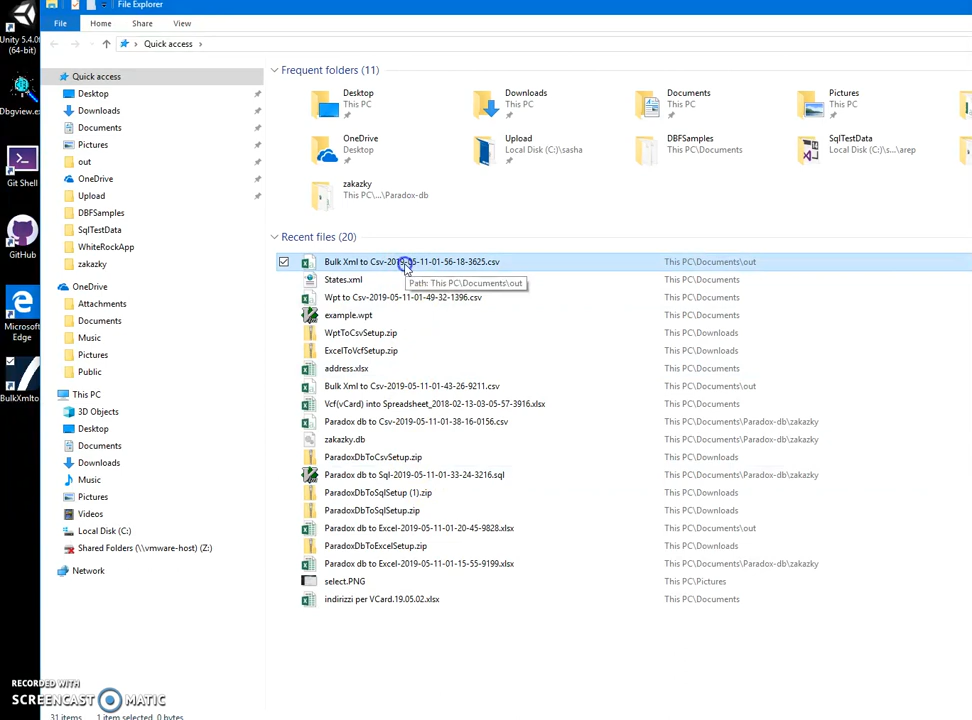 File Explorer
Unity 5.4.0
(64-bit)
File
Home
Share
View
Quick access
Dbgview.ex
Git Shell
GitHub
Microsoft
Edge
BulkXmlto
Quick access
Desktop
Downloads
Documents
Pictures
out
OneDrive
Upload
DBFSamples
SqlTestData
WhiteRockApp
zakazky
OneDrive
Attachments
Documents
Music
Pictures
Public
This PC
3D Objects
Desktop
Documents
Downloads
Music
Pictures
Videos
Local Disk (C:)
Shared Folders (\\vmware-host) (Z:)
Network
Frequent folders (11)
Desktop
This PC
Downloads
This PC
Documents
This PC
Pictures
This PC
OneDrive
Desktop
Upload
Local Disk (C:)\sasha
DBFSamples
This PC\Documents
SqlTestData
Local Disk (C:)\s...\arep
zakazky
This PC\...\Paradox-db
Recent files (20)
Bulk Xml to Csv-2019-05-11-01-56-18-3625.csv This PC\Documents\out
Path: This PC\Documents\out
States.xml This PC\Documents
Wpt to Csv-2019-05-11-01-49-32-1396.csv This PC\Documents
example.wpt This PC\Documents
WptToCsvSetup.zip This PC\Downloads
ExcelToVcfSetup.zip This PC\Downloads
address.xlsx This PC\Documents
Bulk Xml to Csv-2019-05-11-01-43-26-9211.csv This PC\Documents\out
Vcf(vCard) into Spreadsheet_2018-02-13-03-05-57-3916.xlsx This PC\Documents
Paradox db to Csv-2019-05-11-01-38-16-0156.csv This PC\Documents\Paradox-db\zakazky
zakazky.db This PC\Documents\Paradox-db\zakazky
ParadoxDbToCsvSetup.zip This PC\Downloads
Paradox db to Sql-2019-05-11-01-33-24-3216.sql This PC\Documents\Paradox-db\zakazky
ParadoxDbToSqlSetup (1).zip This PC\Downloads
ParadoxDbToSqlSetup.zip This PC\Downloads
Paradox db to Excel-2019-05-11-01-20-45-9828.xlsx This PC\Documents\out
ParadoxDbToExcelSetup.zip This PC\Downloads
Paradox db to Excel-2019-05-11-01-15-55-9199.xlsx This PC\Documents\Paradox-db\zakazky
select.PNG This PC\Pictures
indirizzi per VCard.19.05.02.xlsx This PC\Documents
RECORDED WITH
SCREENCAST MATIC
31 items 1 item selected, 0 bytes